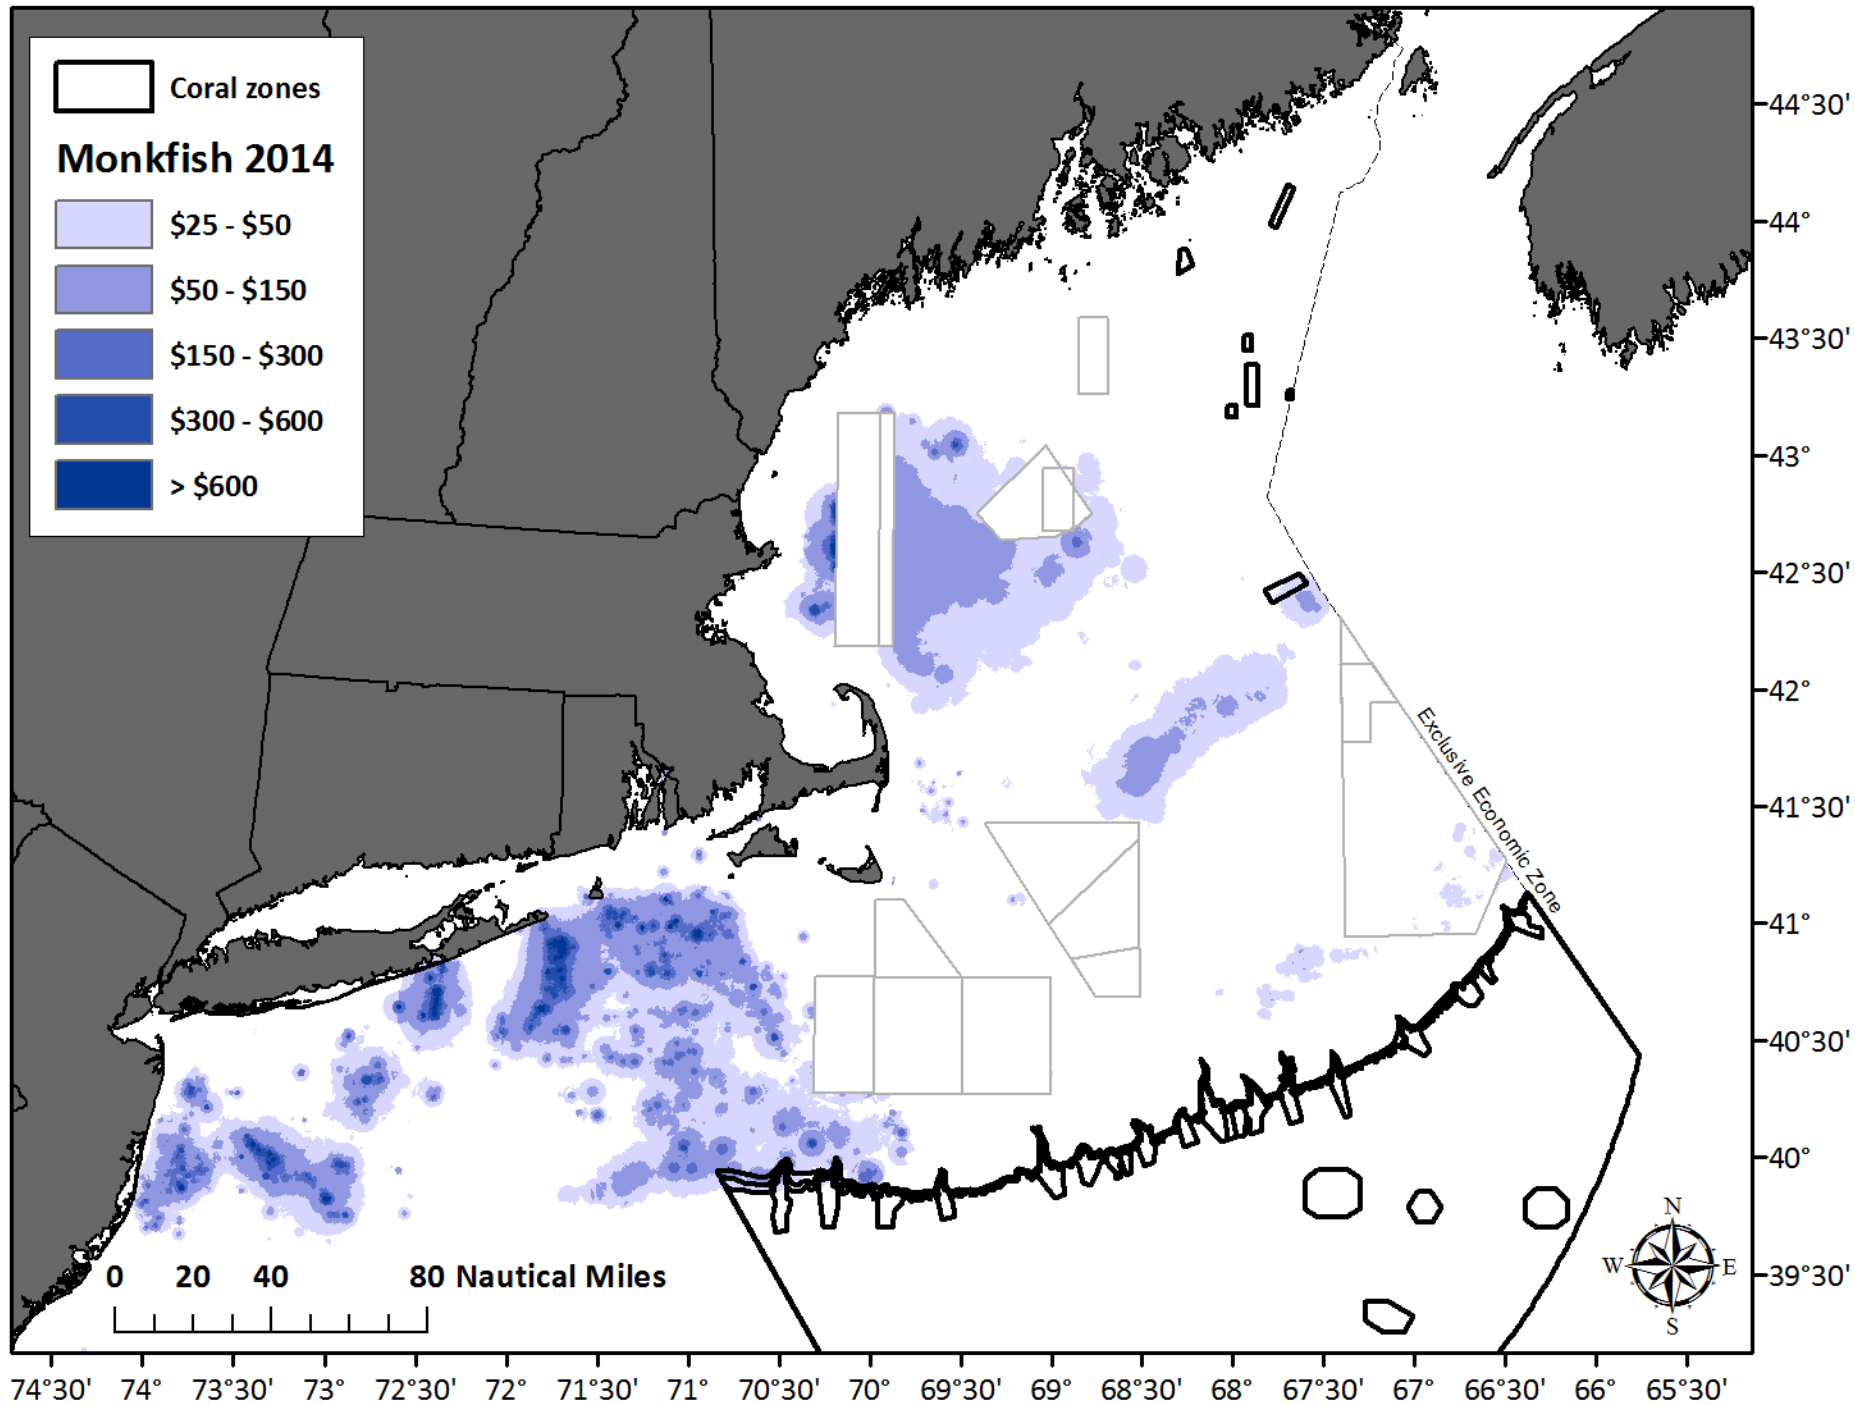 Coral zones
Monkfish 2014
$25 - $50
$50 - $150
$150 - $300
$300 - $600
> $600
44°30'
44°
43°30'
43°
42°30'
42°
41°30'
41°
40°30'
40°
39°30'
Exclusive Economic Zone
N
W
E
S
0 20 40 80 Nautical Miles
74°30' 74° 73°30' 73° 72°30' 72° 71°30' 71° 70°30' 70° 69°30' 69° 68°30' 68° 67°30' 67° 66°30' 66° 65°30'